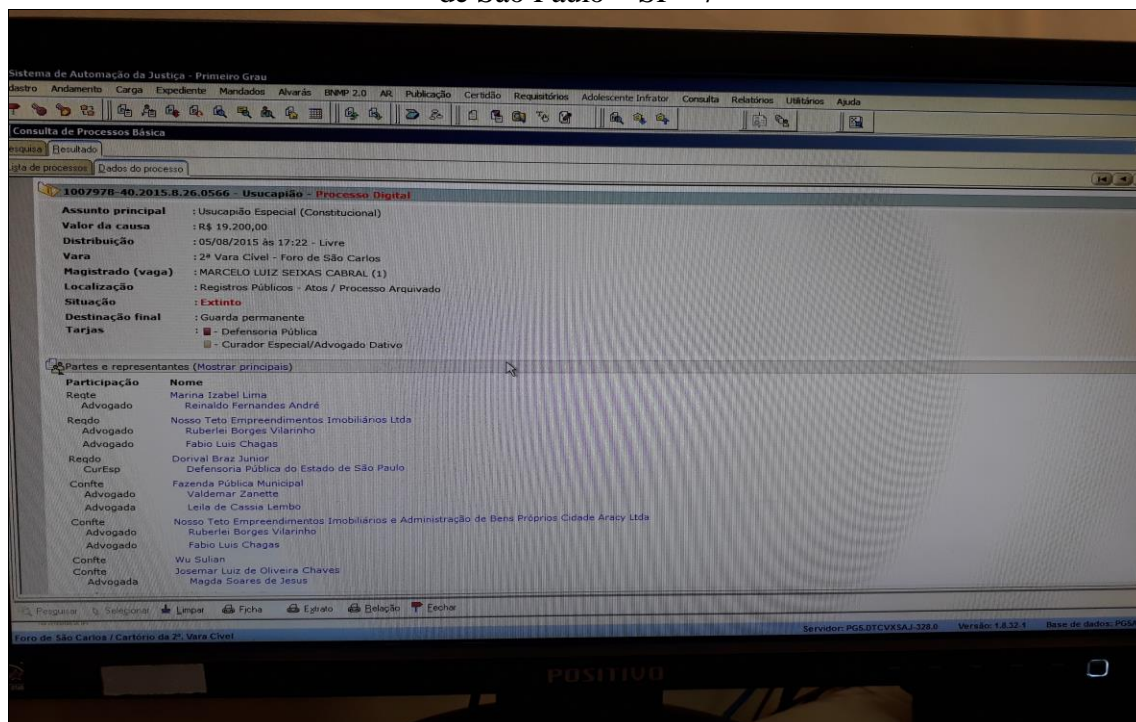 de São Paulo – SP – 7
Sistema de Automação da Justiça - Primeiro Grau
dastro Andamento Carga Expediente Mandados Alvarás BNMP 2.0 AR Publicação Certidão Requisitórios Adolescente Infrator Consulta Relatórios Utilitários Ajuda
Consulta de Processos Básica
esquisa Resultado
ista de processos Dados do processo
1007978-40.2015.8.26.0566 - Usucapião - Processo Digital
Assunto principal : Usucapião Especial (Constitucional)
Valor da causa : R$ 19.200,00
Distribuição : 05/08/2015 às 17:22 - Livre
Vara : 2ª Vara Cível - Foro de São Carlos
Magistrado (vaga) : MARCELO LUIZ SEIXAS CABRAL (1)
Localização : Registros Públicos - Atos / Processo Arquivado
Situação : Extinto
Destinação final : Guarda permanente
Tarjas : - Defensoria Pública
- Curador Especial/Advogado Dativo
Partes e representantes (Mostrar principais)
Participação Nome
Reqte Marina Izabel Lima
Advogado Reinaldo Fernandes André
Reqdo Nosso Teto Empreendimentos Imobiliários Ltda
Advogado Ruberlei Borges Vilarinho
Advogado Fabio Luis Chagas
Reqdo Dorival Braz Junior
CurEsp Defensoria Pública do Estado de São Paulo
Confte Fazenda Pública Municipal
Advogado Valdemar Zanette
Advogada Leila de Cassia Lembo
Confte Nosso Teto Empreendimentos Imobiliários e Administração de Bens Próprios Cidade Aracy Ltda
Advogado Ruberlei Borges Vilarinho
Advogado Fabio Luis Chagas
Confte Wu Sulian
Confte Josemar Luiz de Oliveira Chaves
Advogada Magda Soares de Jesus
Pesquisar Selecionar Limpar Ficha Extrato Relação Fechar
Foro de São Carlos / Cartório da 2ª. Vara Cível Servidor: PG5.DTCVXSAJ-328.0 Versão: 1.8.32-1 Base de dados: PG5A
POSITIVO